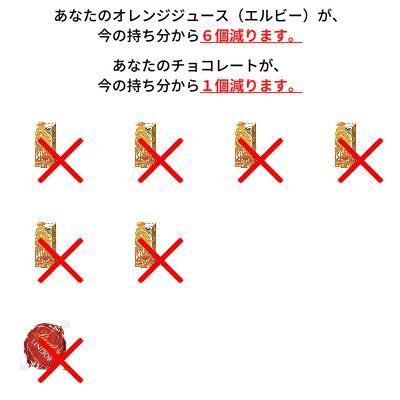 あなたのオレンジジュース（エルビー）が、
今の持ち分から６個減ります。
あなたのチョコレートが、
今の持ち分から１個減ります。
LINDOR